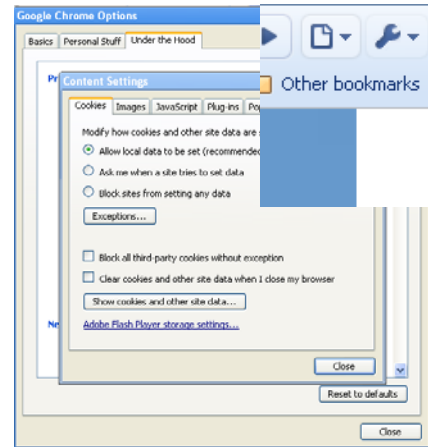 Google Chrome Options
Basics Personal Stuff Under the Hood
Other bookmarks
Content Settings
Cookies Images JavaScript Plug-ins
Modify how cookies and other site data are
Allow local data to be set (recommended
Ask me when a site tries to set data
Block sites from setting any data
Exceptions...
Block all third-party cookies without exception
Clear cookies and other site data when I close my browser
Show cookies and other site data...
Adobe Flash Player storage settings...
Close
Reset to defaults
Close